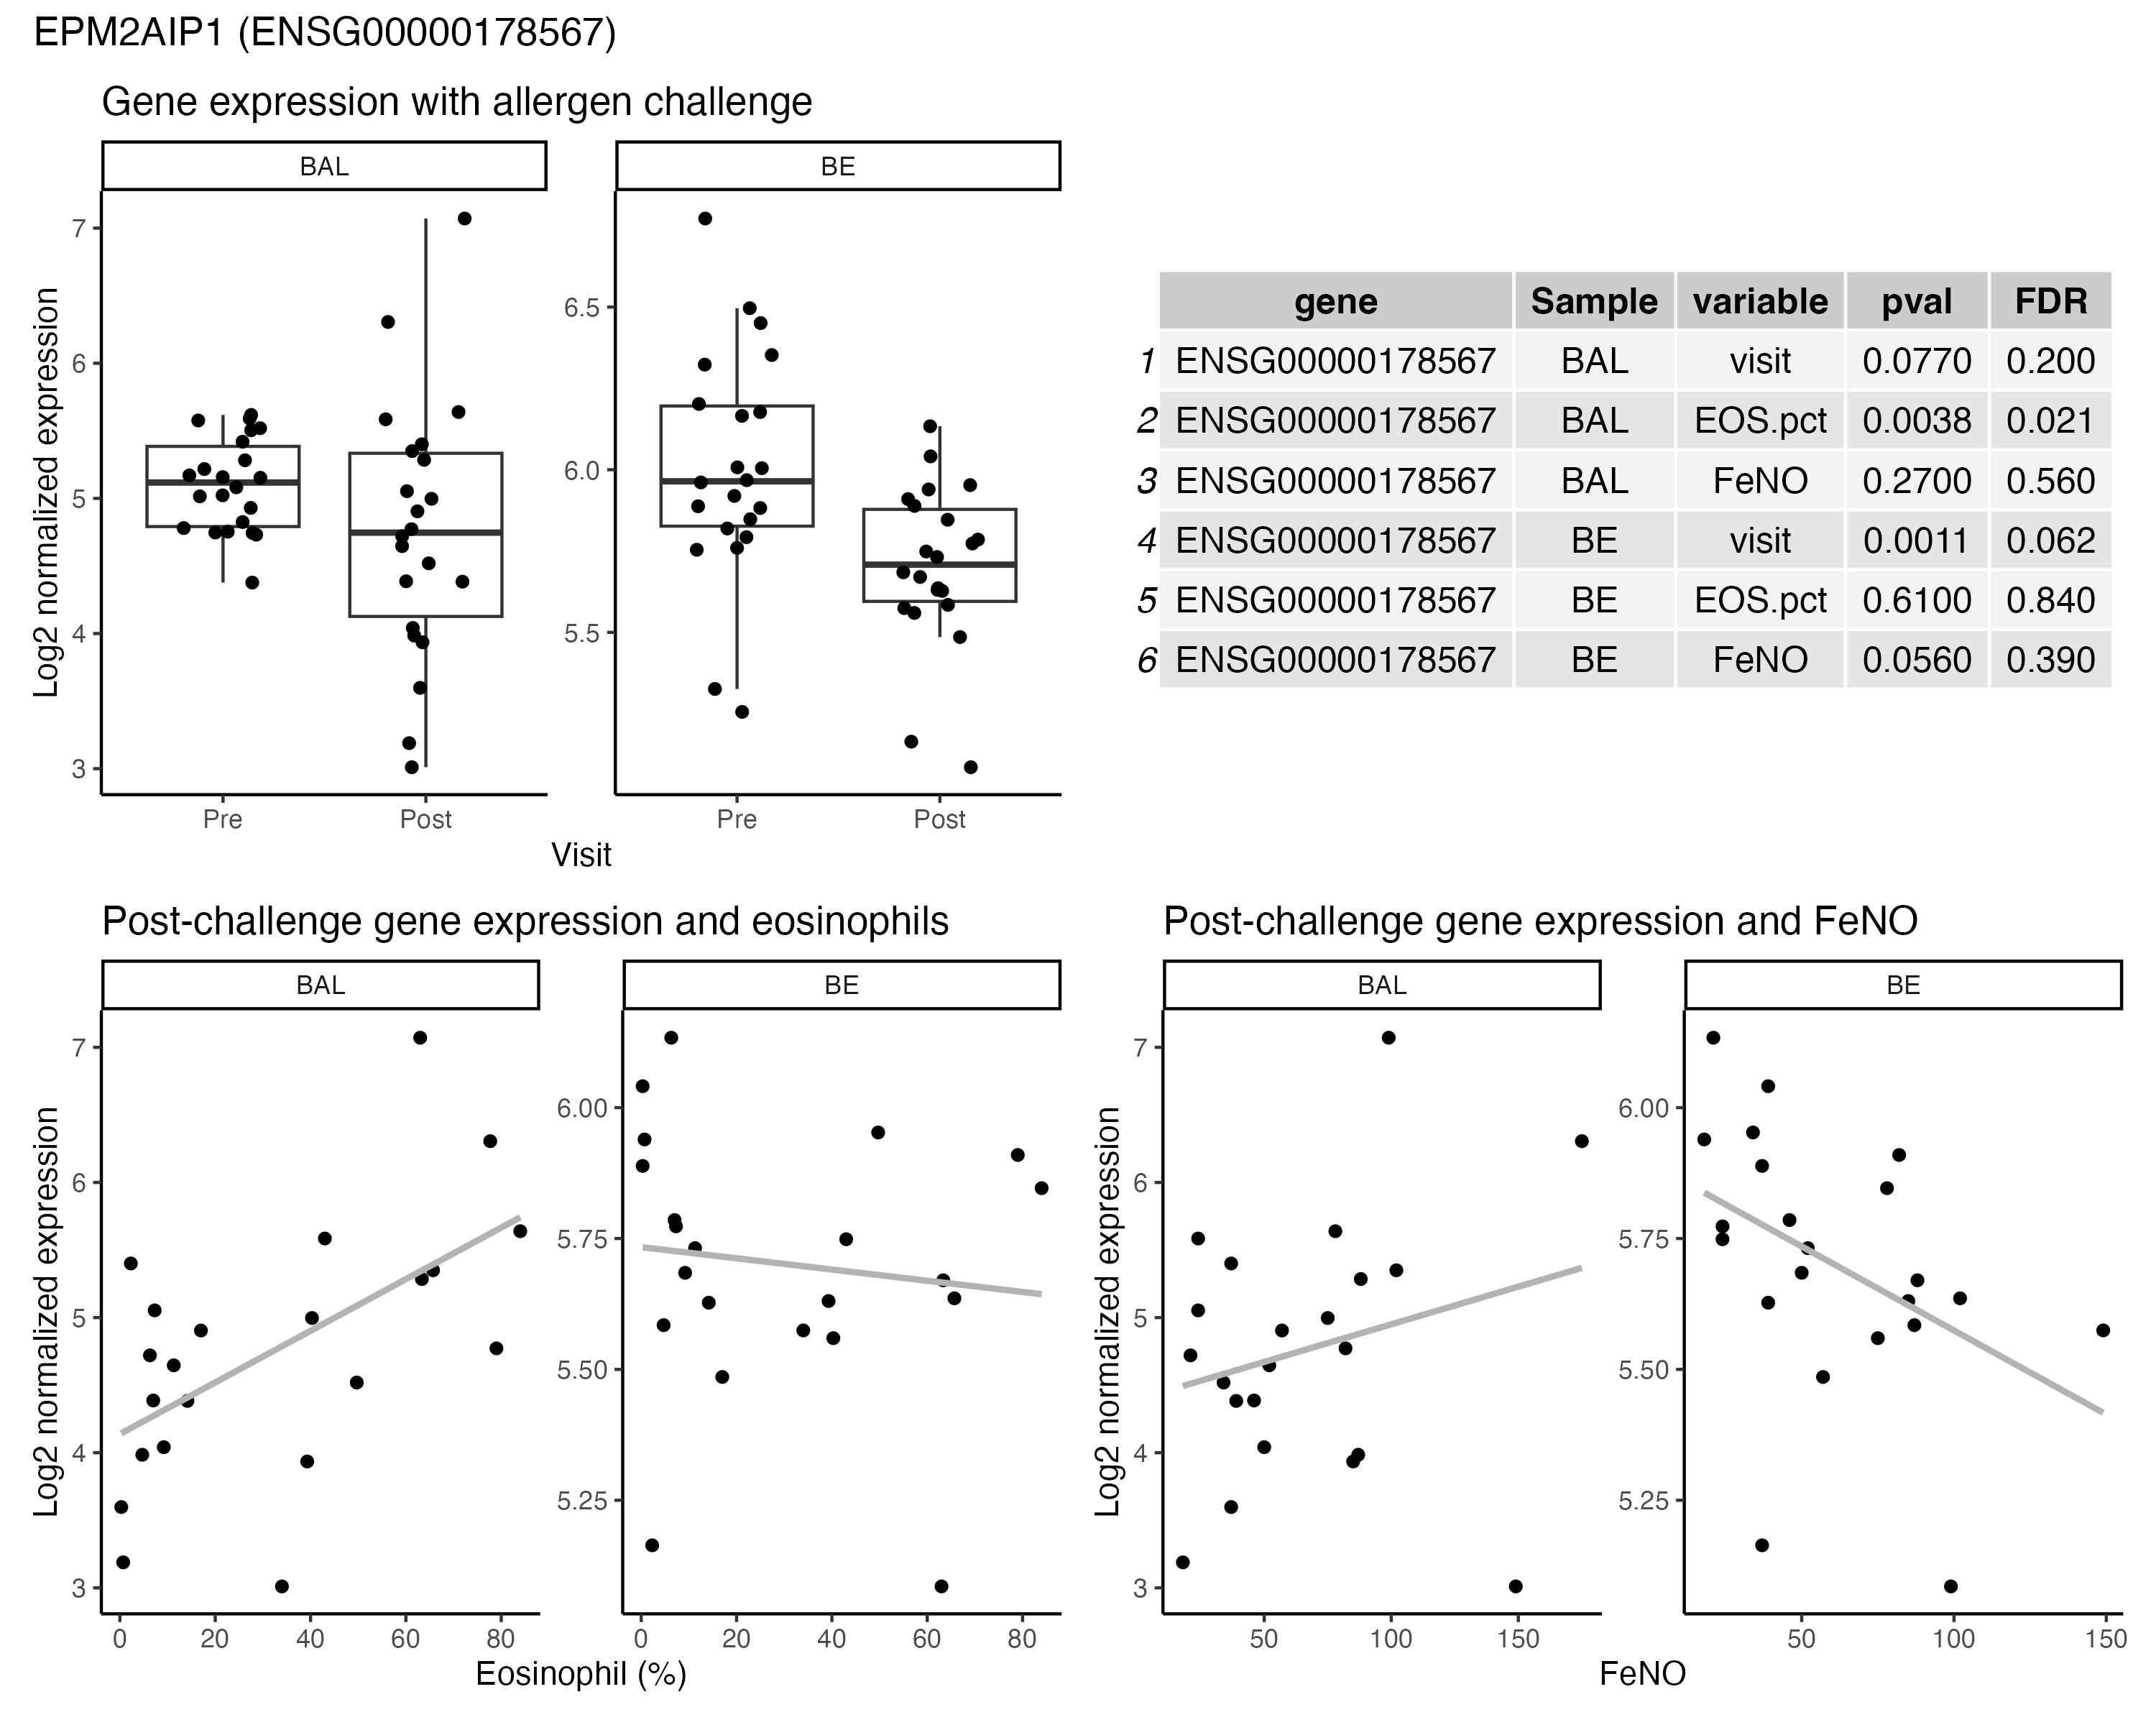 EPM2AIP1 (ENSG00000178567)
Gene expression with allergen challenge
BAL BE
Log2 normalized expression
7
6
5
4
3
6.5
6.0
5.5
Pre Post Pre Post
Visit
gene Sample variable pval FDR
1 ENSG00000178567 BAL visit 0.0770 0.200
2 ENSG00000178567 BAL EOS.pct 0.0038 0.021
3 ENSG00000178567 BAL FeNO 0.2700 0.560
4 ENSG00000178567 BE visit 0.0011 0.062
5 ENSG00000178567 BE EOS.pct 0.6100 0.840
6 ENSG00000178567 BE FeNO 0.0560 0.390
Post-challenge gene expression and eosinophils
BAL BE
Log2 normalized expression
7
6
5
4
3
6.00
5.75
5.50
5.25
0 20 40 60 80 0 20 40 60 80
Eosinophil (%)
Post-challenge gene expression and FeNO
BAL BE
Log2 normalized expression
7
6
5
4
3
6.00
5.75
5.50
5.25
50 100 150 50 100 150
FeNO